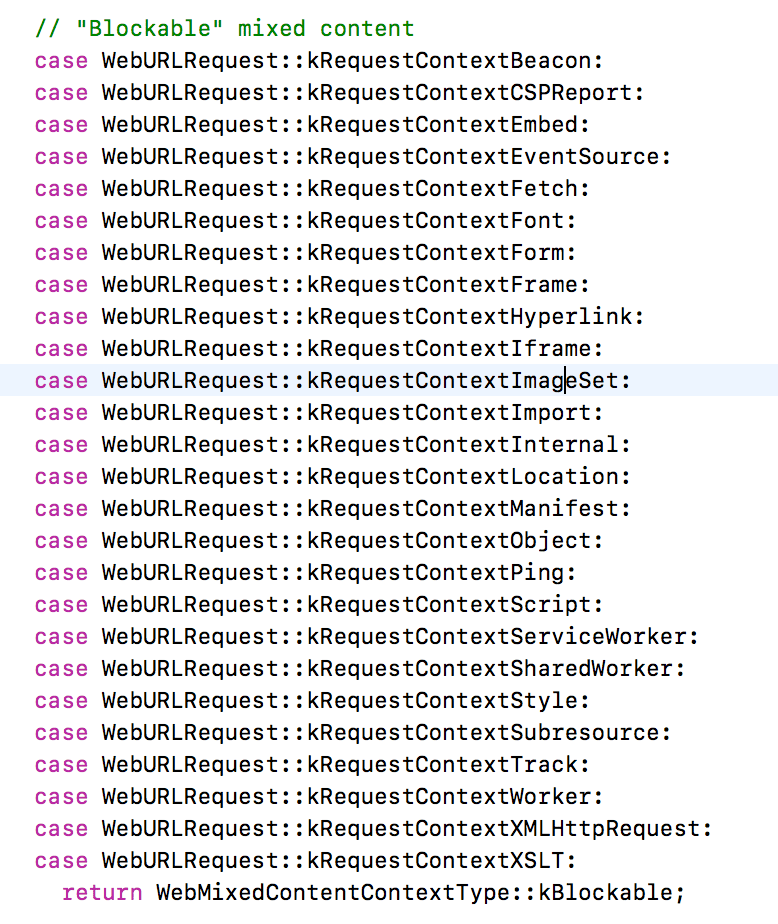 // "Blockable" mixed content
case WebURLRequest::kRequestContextBeacon:
case WebURLRequest::kRequestContextCSPReport:
case WebURLRequest::kRequestContextEmbed:
case WebURLRequest::kRequestContextEventSource:
case WebURLRequest::kRequestContextFetch:
case WebURLRequest::kRequestContextFont:
case WebURLRequest::kRequestContextForm:
case WebURLRequest::kRequestContextFrame:
case WebURLRequest::kRequestContextHyperlink:
case WebURLRequest::kRequestContextIframe:
case WebURLRequest::kRequestContextImageSet:
case WebURLRequest::kRequestContextImport:
case WebURLRequest::kRequestContextInternal:
case WebURLRequest::kRequestContextLocation:
case WebURLRequest::kRequestContextManifest:
case WebURLRequest::kRequestContextObject:
case WebURLRequest::kRequestContextPing:
case WebURLRequest::kRequestContextScript:
case WebURLRequest::kRequestContextServiceWorker:
case WebURLRequest::kRequestContextSharedWorker:
case WebURLRequest::kRequestContextStyle:
case WebURLRequest::kRequestContextSubresource:
case WebURLRequest::kRequestContextTrack:
case WebURLRequest::kRequestContextWorker:
case WebURLRequest::kRequestContextXMLHttpRequest:
case WebURLRequest::kRequestContextXSLT:
  return WebMixedContentContextType::kBlockable;